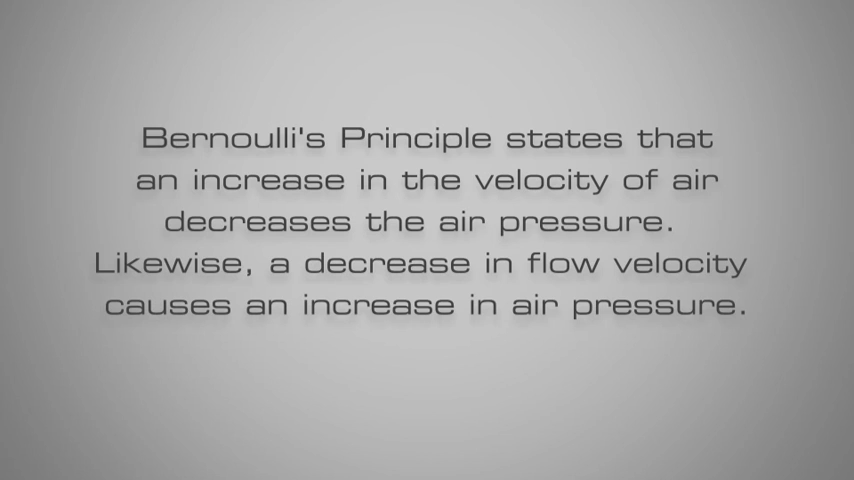 Bernoulli's Principle states that
an increase in the velocity of air
decreases the air pressure.
Likewise, a decrease in flow velocity
causes an increase in air pressure.